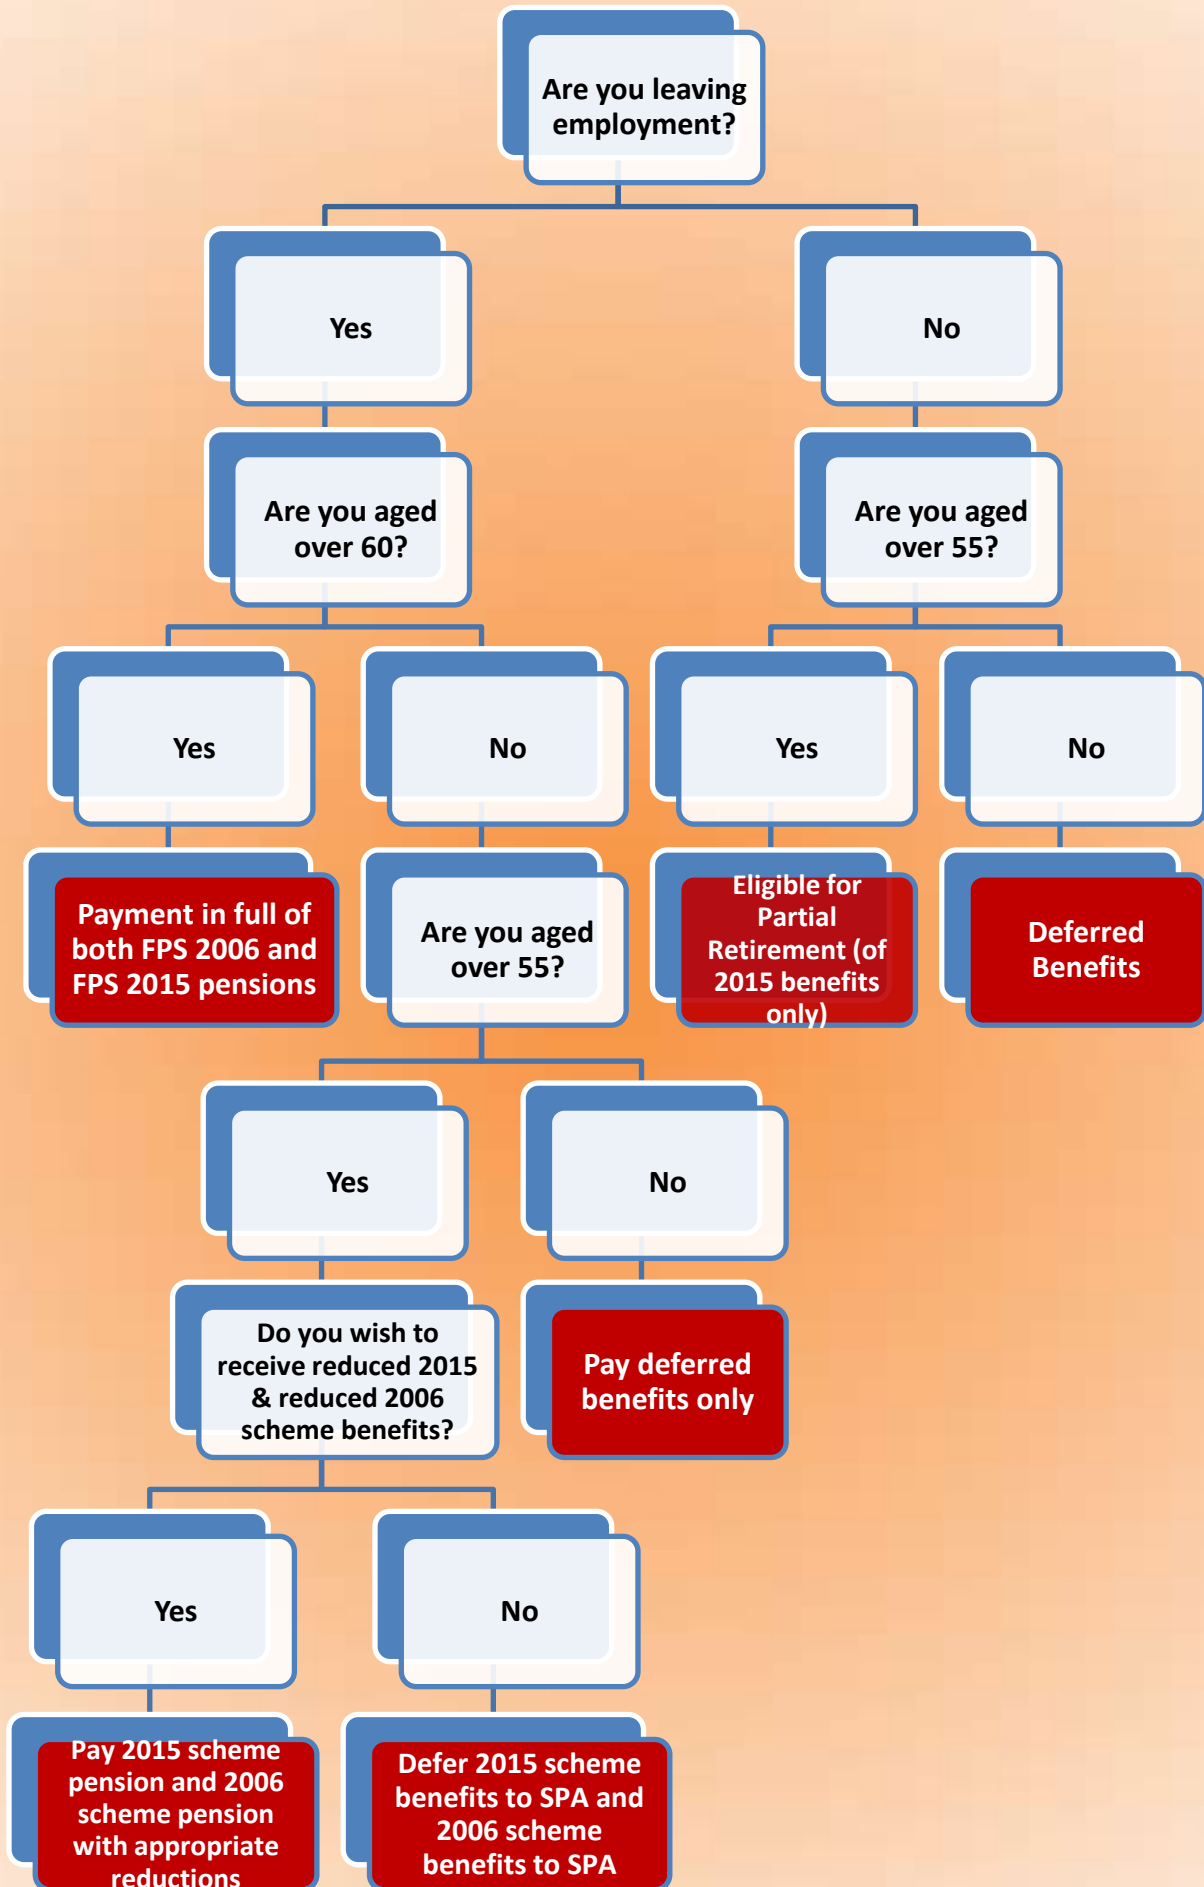 Are you leaving
employment?
Yes
No
Are you aged
over 60?
Are you aged
over 55?
Yes
No
Yes
No
Payment in full of
both FPS 2006 and
FPS 2015 pensions
Are you aged
over 55?
Eligible for
Partial
Retirement (of
2015 benefits
only)
Deferred
Benefits
Yes
No
Do you wish to
receive reduced 2015
& reduced 2006
scheme benefits?
Pay deferred
benefits only
Yes
No
Pay 2015 scheme
pension and 2006
scheme pension
with appropriate
reductions
Defer 2015 scheme
benefits to SPA and
2006 scheme
benefits to SPA